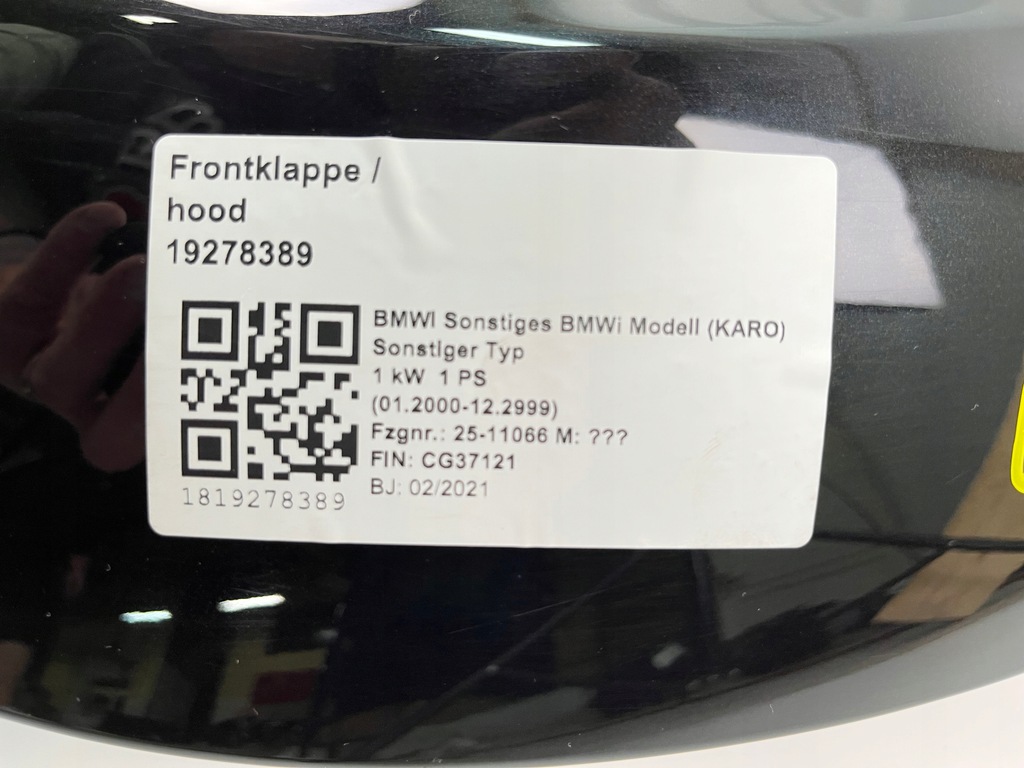 Frontklappe /
hood
19278389
BMWI Sonstiges BMWi Modell (KARO)
Sonstiger Typ
1 kW 1 PS
(01.2000-12.2999)
Fzgnr.: 25-11066 M: ???
FIN: CG37121
BJ: 02/2021
1819278389